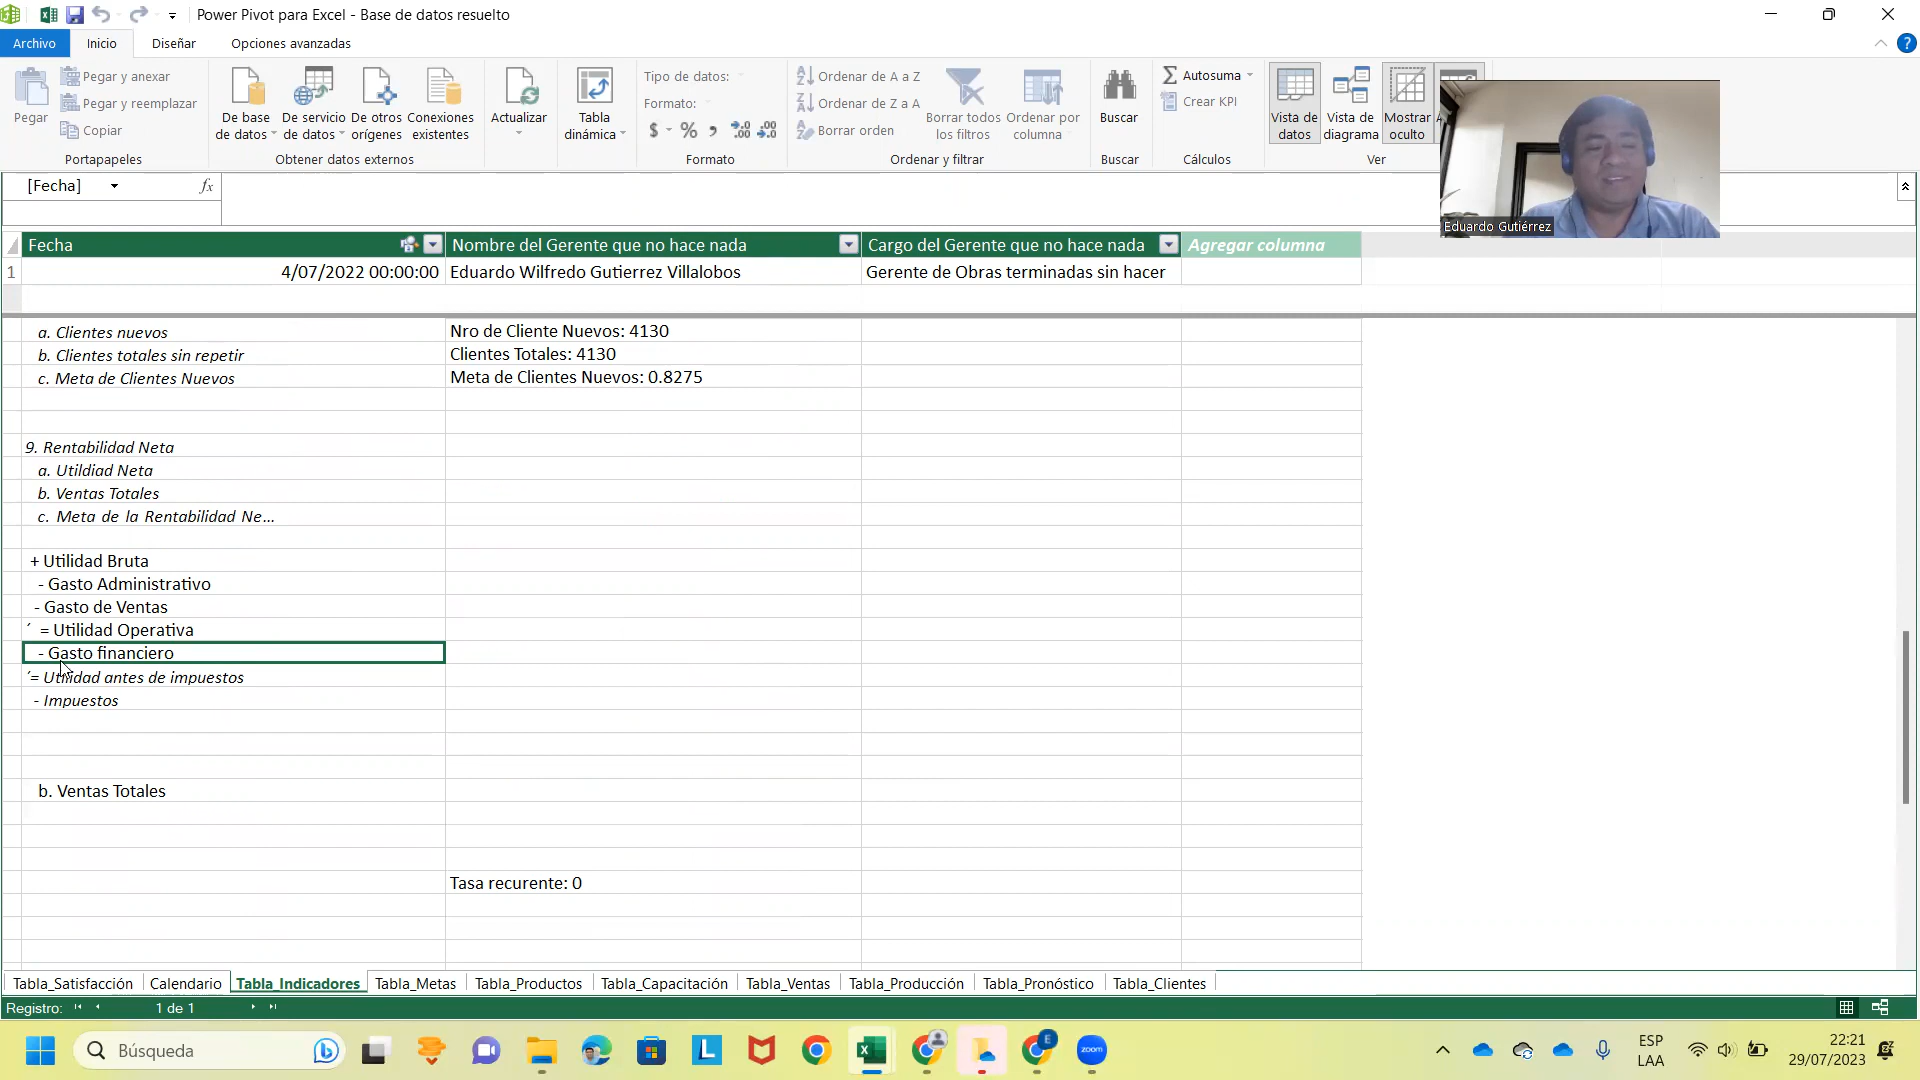 Power Pivot para Excel - Base de datos resuelto
Archivo
Inicio
Diseñar
Opciones avanzadas
Pegar
Pegar y anexar
Pegar y reemplazar
Copiar
Portapapeles
De base de datos
De servicio de datos
De otros orígenes
Conexiones existentes
Obtener datos externos
Actualizar
Tabla dinámica
Tipo de datos:
Formato:
$ % ,
Formato
Ordenar de A a Z
Ordenar de Z a A
Borrar orden
Borrar todos los filtros
Ordenar por columna
Ordenar y filtrar
Buscar
Buscar
Autosuma
Crear KPI
Cálculos
Vista de datos
Vista de diagrama
Mostrar oculto
Ver
Eduardo Gutiérrez
[Fecha]
fx
Fecha
Nombre del Gerente que no hace nada
Cargo del Gerente que no hace nada
Agregar columna
1
4/07/2022 00:00:00
Eduardo Wilfredo Gutierrez Villalobos
Gerente de Obras terminadas sin hacer
a. Clientes nuevos
Nro de Cliente Nuevos: 4130
b. Clientes totales sin repetir
Clientes Totales: 4130
c. Meta de Clientes Nuevos
Meta de Clientes Nuevos: 0.8275
9. Rentabilidad Neta
a. Utildiad Neta
b. Ventas Totales
c. Meta de la Rentabilidad Ne...
+ Utilidad Bruta
- Gasto Administrativo
- Gasto de Ventas
´ = Utilidad Operativa
- Gasto financiero
´= Utilidad antes de impuestos
- Impuestos
b. Ventas Totales
Tasa recurente: 0
Tabla_Satisfacción
Calendario
Tabla_Indicadores
Tabla_Metas
Tabla_Productos
Tabla_Capacitación
Tabla_Ventas
Tabla_Producción
Tabla_Pronóstico
Tabla_Clientes
Registro:
1 de 1
Búsqueda
L
E
zoom
ESP
LAA
22:21
29/07/2023